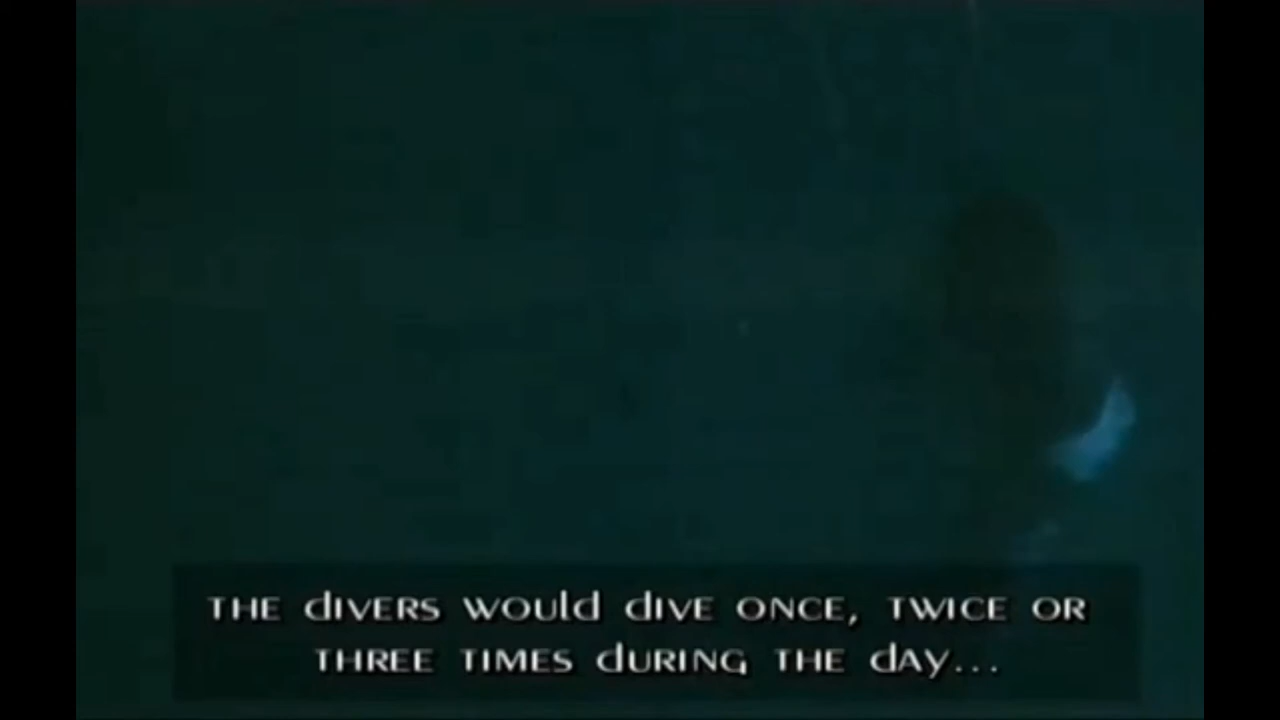 THE dIVERS WOUld dIVE ONCE, TWICE OR
THREE TIMES dURING THE dAY...